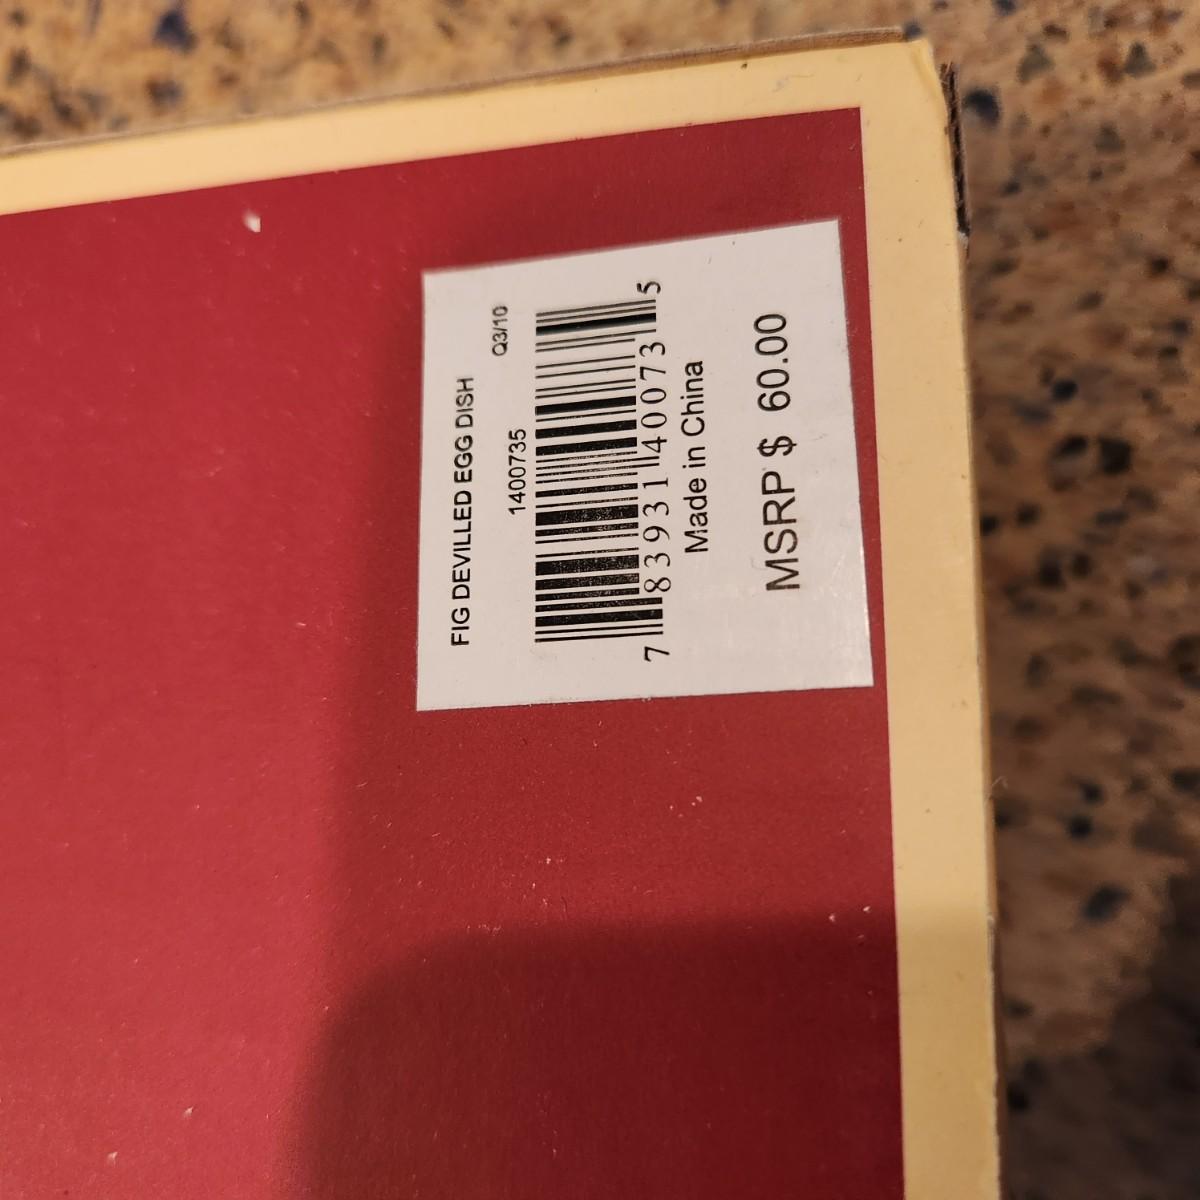 FIG DEVILLED EGG DISH
Q3/10
1400735
7 83931 40073 5
Made in China
MSRP $ 60.00